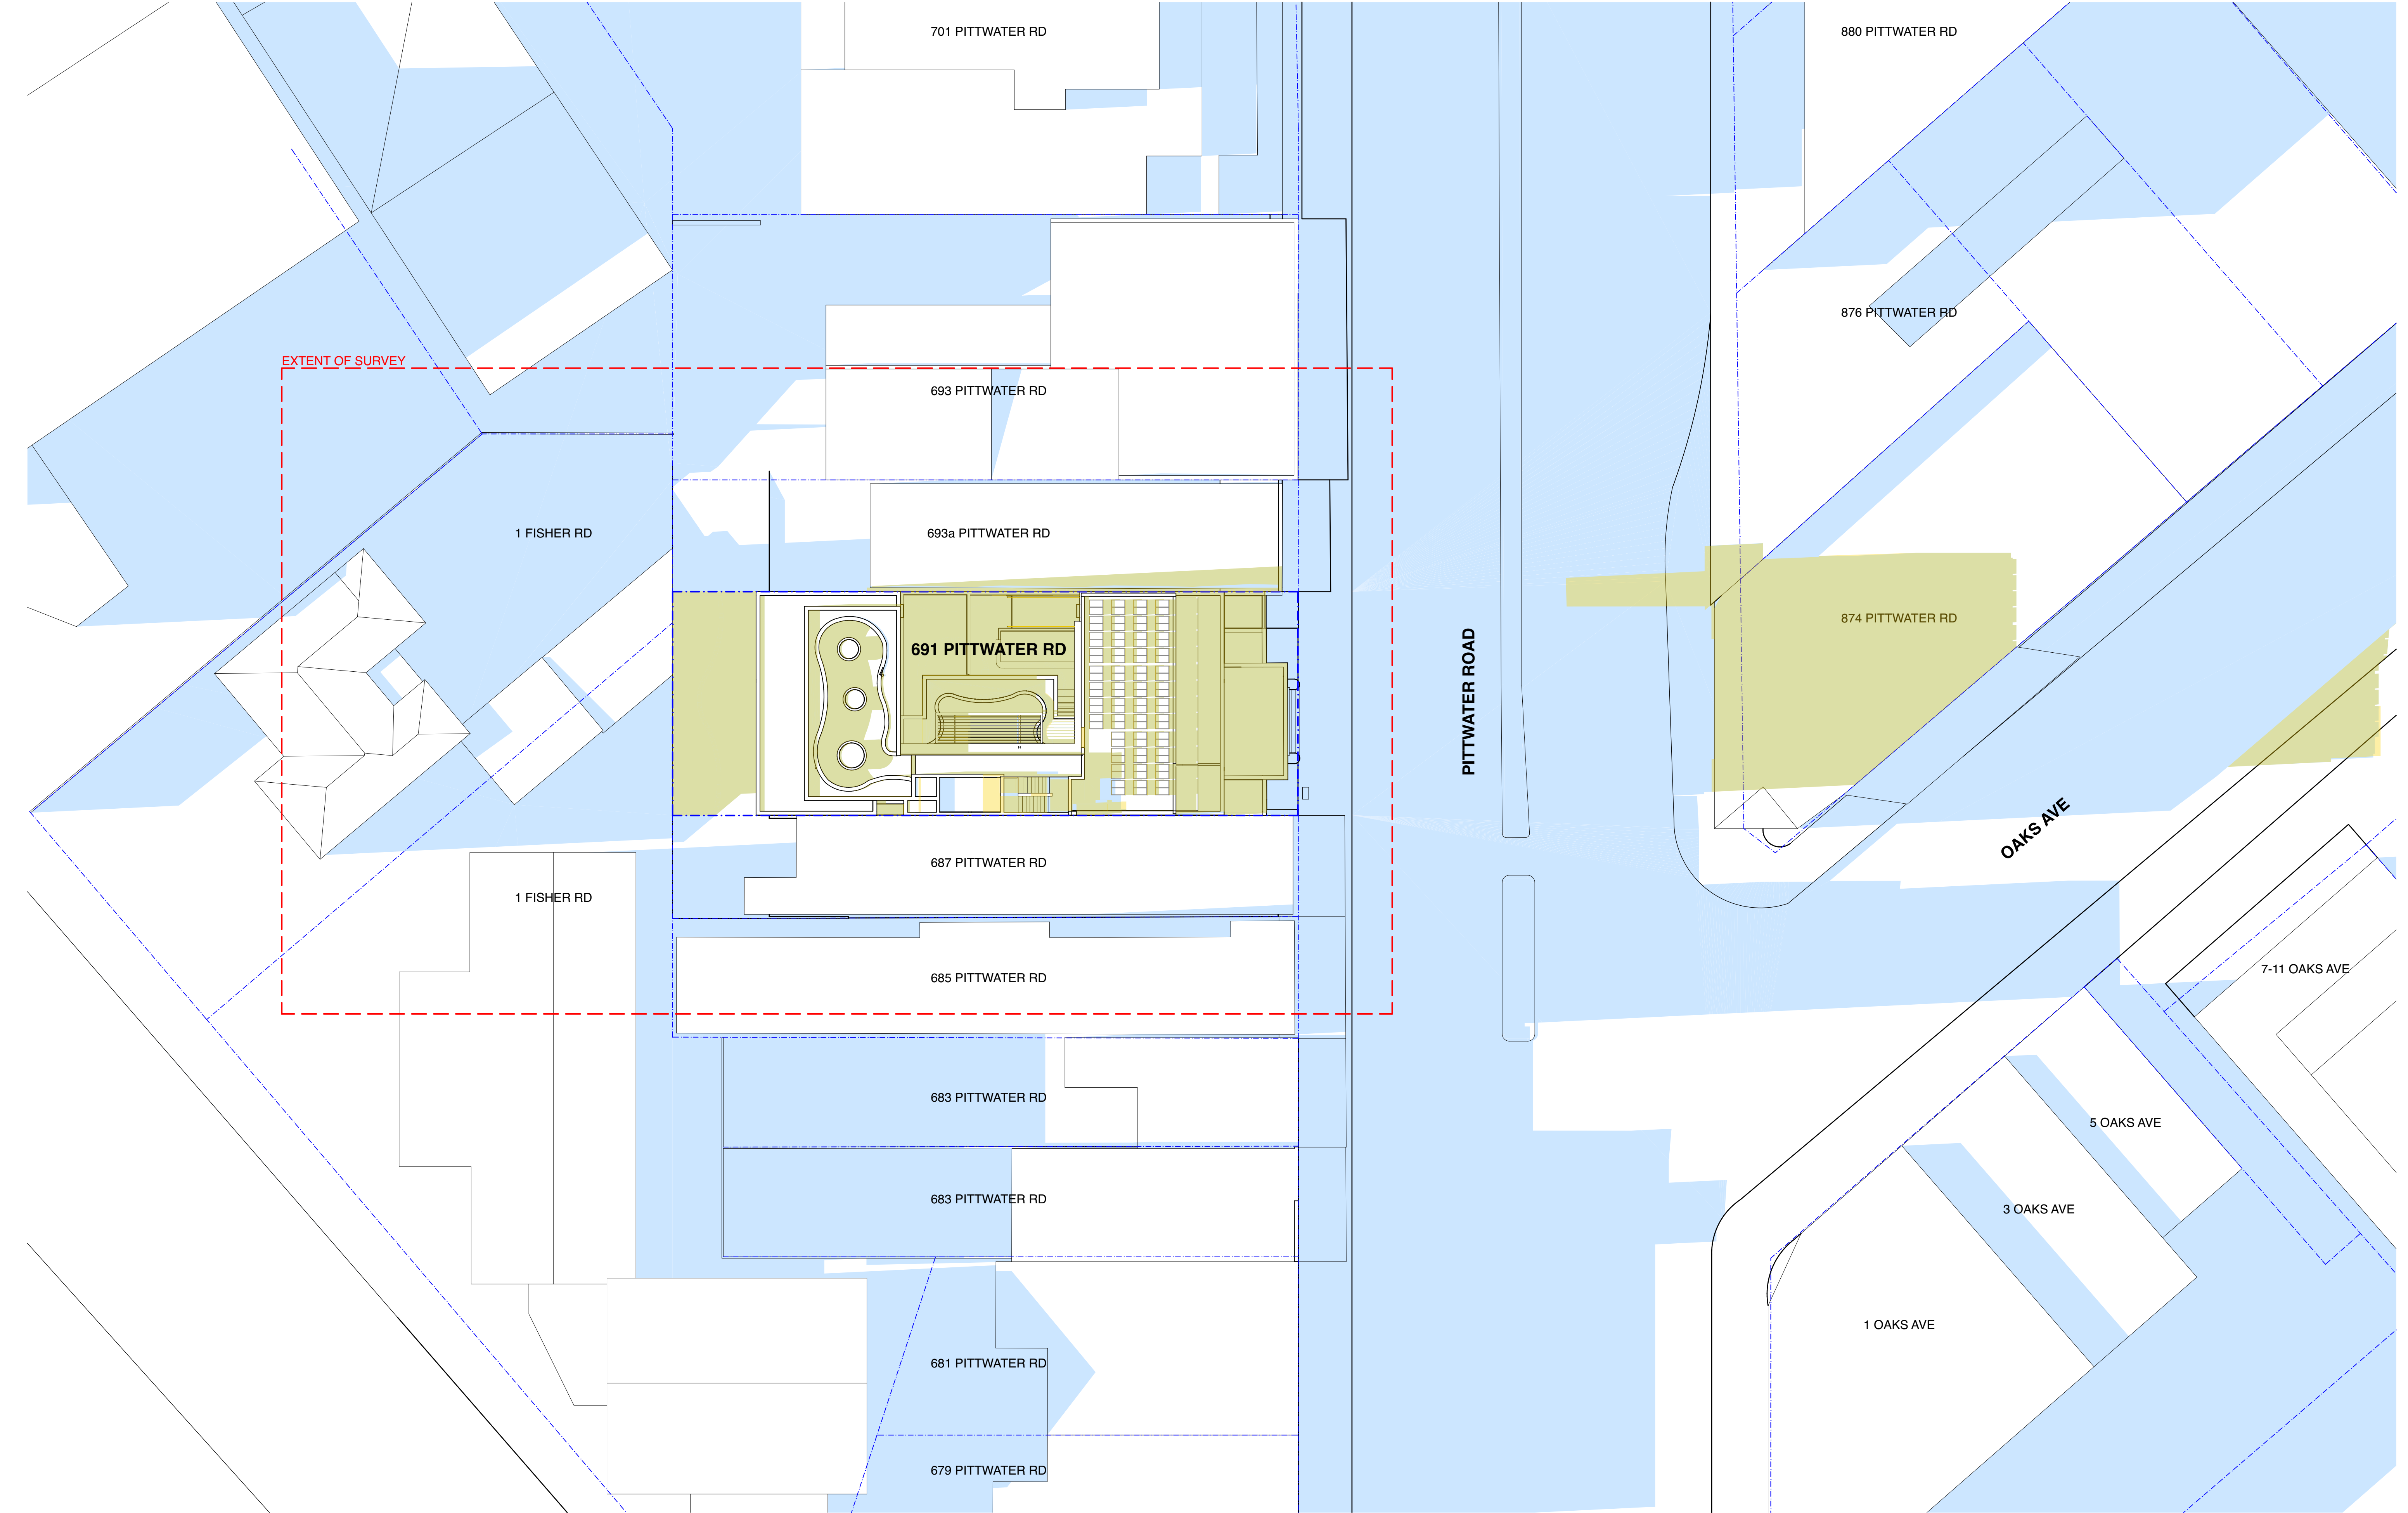 701 PITTWATER RD
880 PITTWATER RD
876 PITTWATER RD
EXTENT OF SURVEY
693 PITTWATER RD
1 FISHER RD
693a PITTWATER RD
874 PITTWATER RD
691 PITTWATER RD
PITTWATER ROAD
OAKS AVE
687 PITTWATER RD
1 FISHER RD
7-11 OAKS AVE
685 PITTWATER RD
683 PITTWATER RD
5 OAKS AVE
683 PITTWATER RD
3 OAKS AVE
1 OAKS AVE
681 PITTWATER RD
679 PITTWATER RD